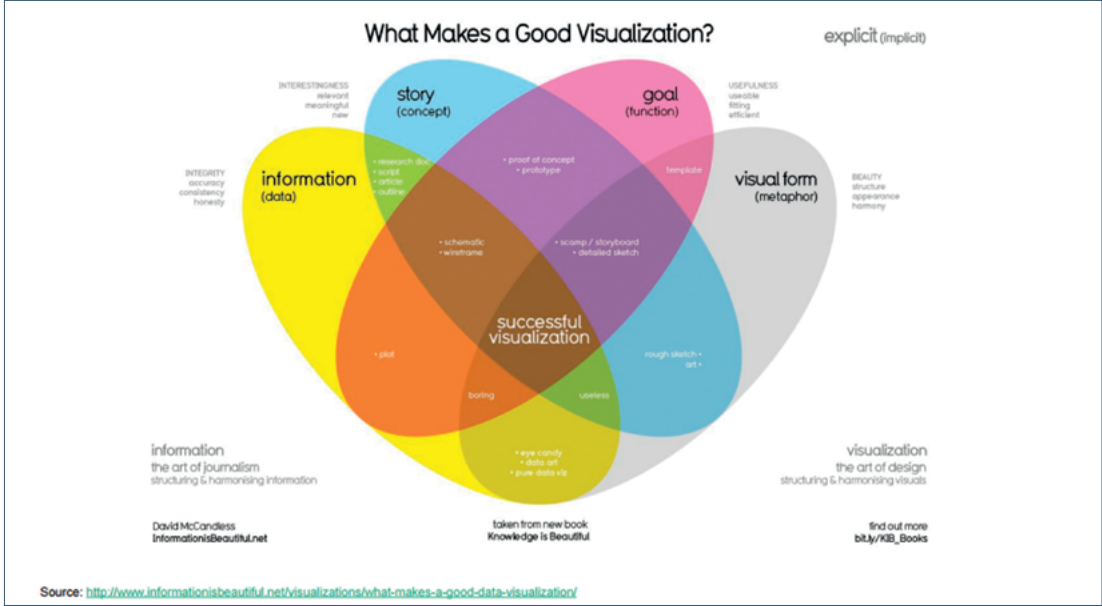 What Makes a Good Visualization?
explicit (implicit)
INTERESTINGNESS
relevant
meaningful
new
story
(concept)
goal
(function)
USEFULNESS
useable
fitting
efficient
INTEGRITY
accuracy
consistency
honesty
information
(data)
• research doc
• script
• article
• outline
• proof of concept
• prototype
template
visual form
(metaphor)
BEAUTY
structure
appearance
harmony
• schematic
• wireframe
• scamp / storyboard
• detailed sketch
successful
visualization
• plot
rough sketch •
art •
boring
useless
• eye candy
• data art
• pure data viz
information
the art of journalism
structuring & harmonising information
visualization
the art of design
structuring & harmonising visuals
David McCandless
InformationisBeautiful.net
taken from new book
Knowledge is Beautiful
find out more
bit.ly/KIB_Books
Source: http://www.informationisbeautiful.net/visualizations/what-makes-a-good-data-visualization/